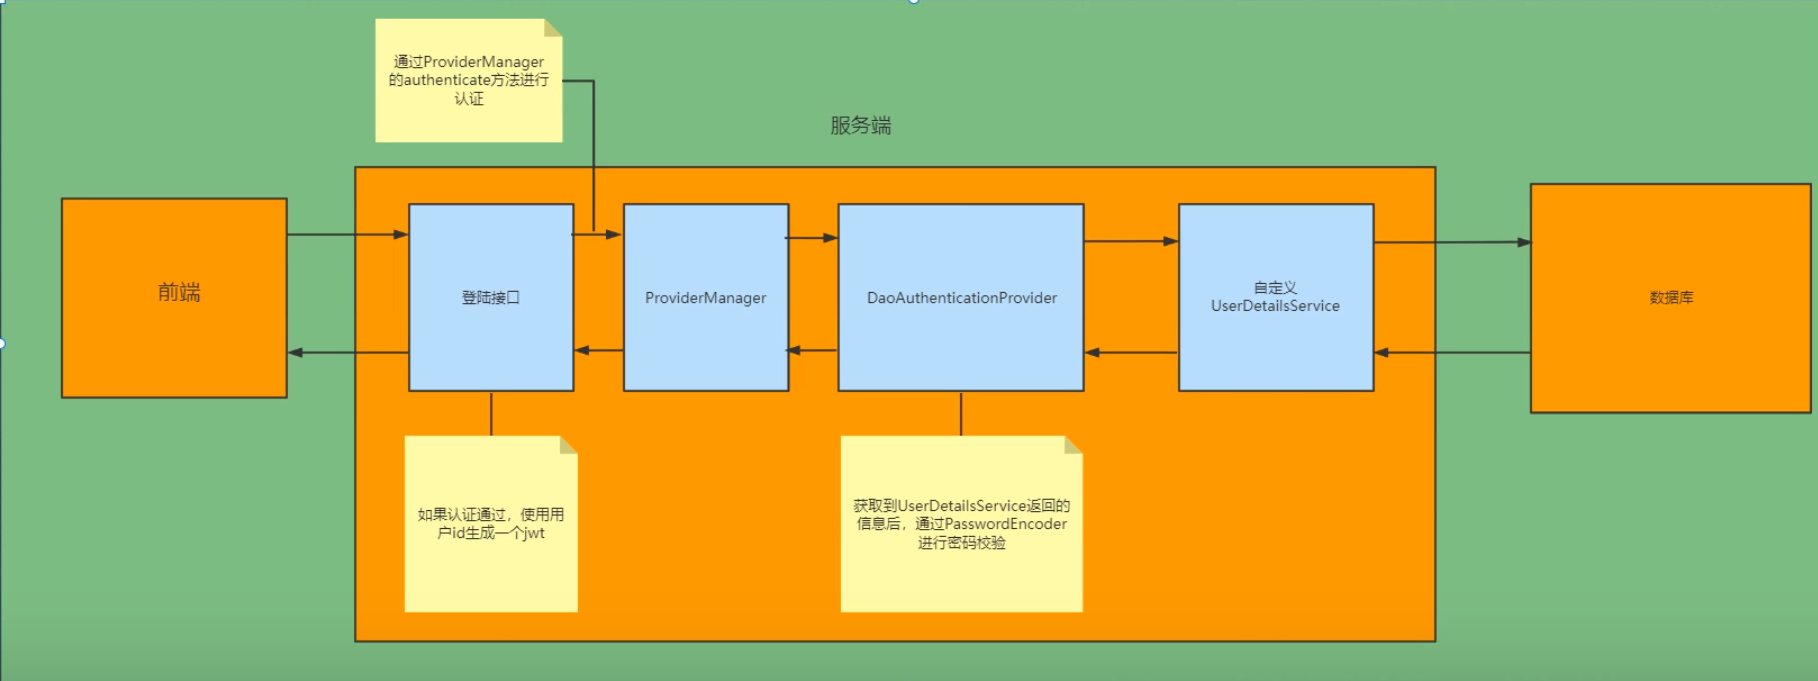 通过ProviderManager
的authenticate方法进行
认证
服务端
前端
登陆接口
ProviderManager
DaoAuthenticationProvider
自定义
UserDetailsService
数据库
如果认证通过，使用用
户id生成一个jwt
获取到UserDetailsService返回的
信息后，通过PasswordEncoder
进行密码校验